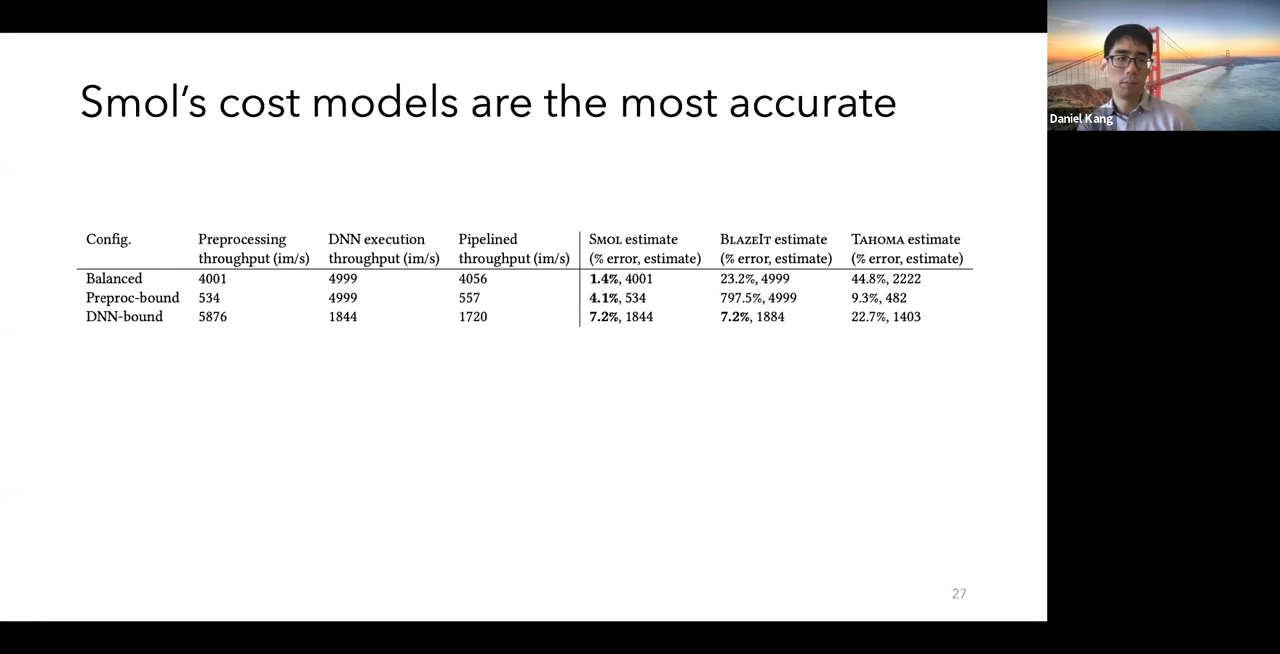 Smol's cost models are the most accurate
Daniel Kang
Config. Preprocessing DNN execution Pipelined SMOL estimate BLAZEIT estimate TAHOMA estimate
throughput (im/s) throughput (im/s) throughput (im/s) (% error, estimate) (% error, estimate) (% error, estimate)
Balanced 4001 4999 4056 1.4%, 4001 23.2%, 4999 44.8%, 2222
Preproc-bound 534 4999 557 4.1%, 534 797.5%, 4999 9.3%, 482
DNN-bound 5876 1844 1720 7.2%, 1844 7.2%, 1884 22.7%, 1403
27